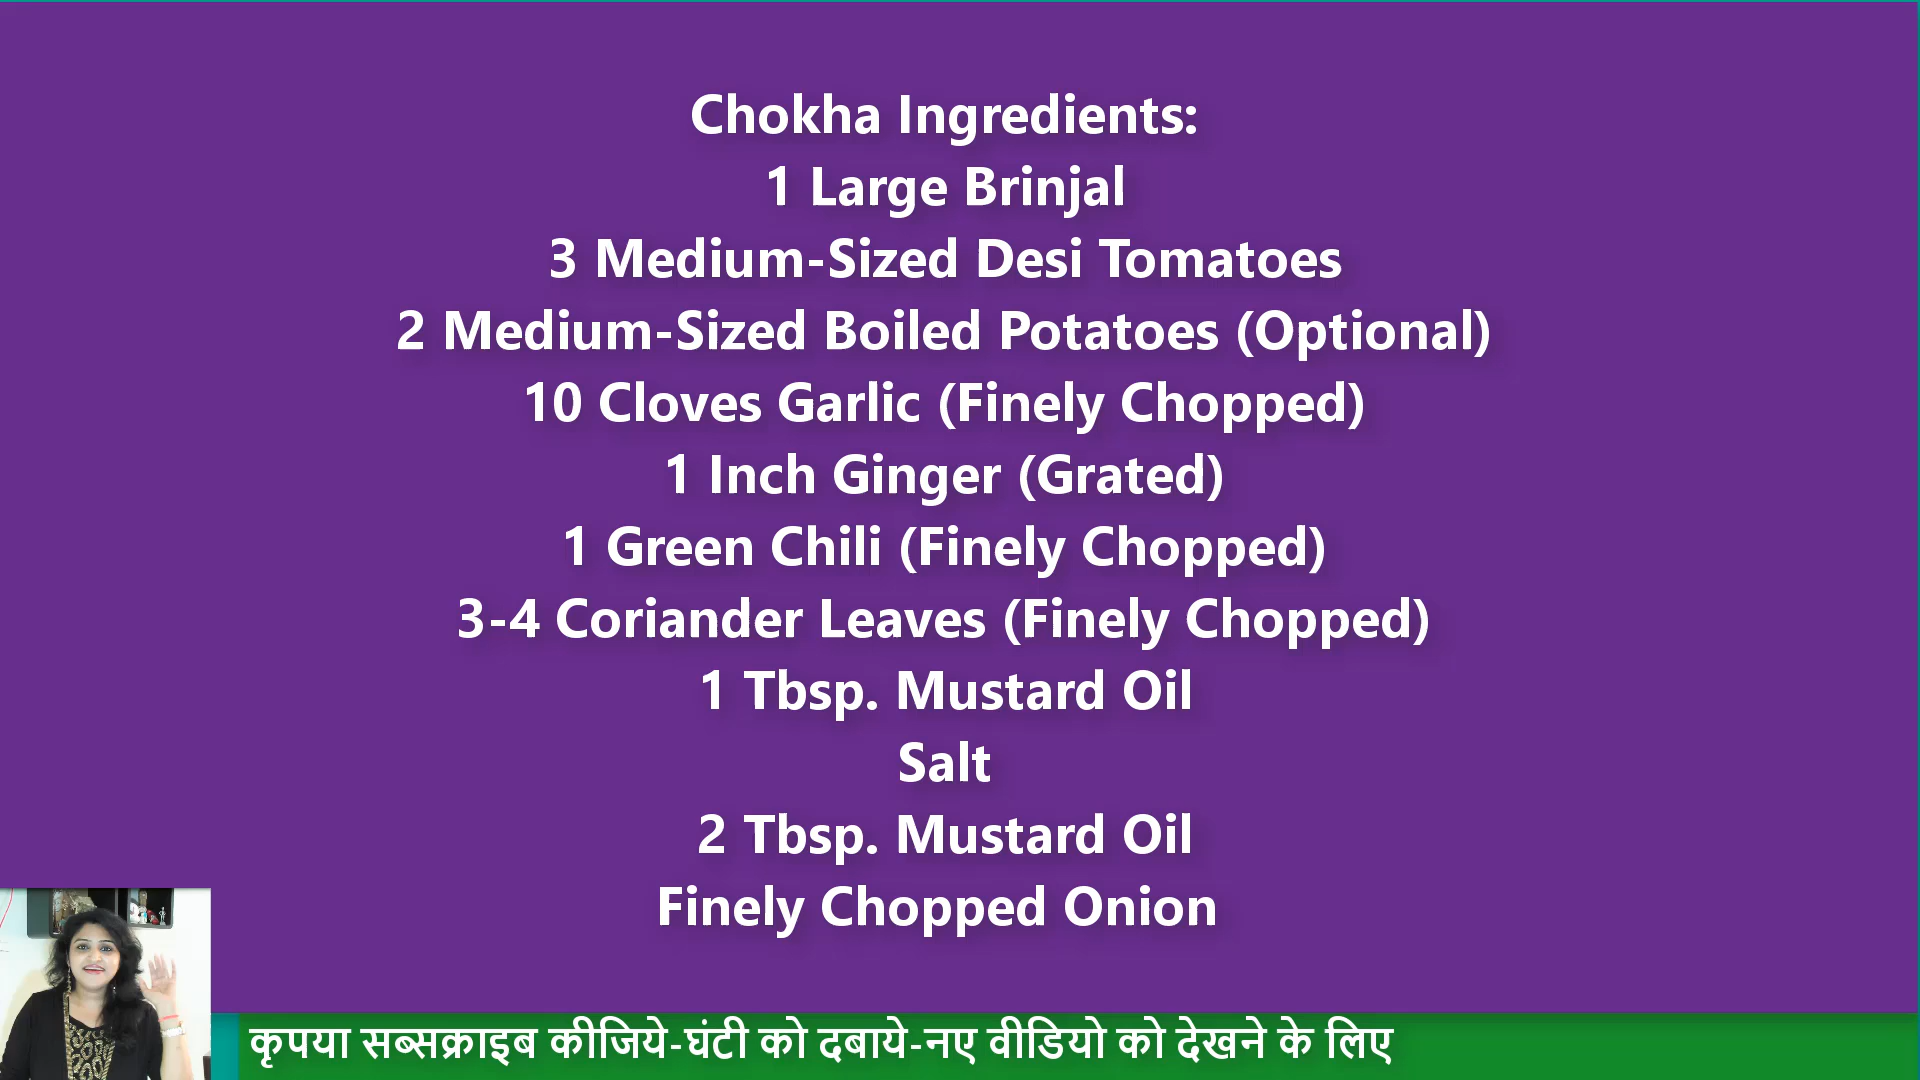 Chokha Ingredients:
1 Large Brinjal
3 Medium-Sized Desi Tomatoes
2 Medium-Sized Boiled Potatoes (Optional)
10 Cloves Garlic (Finely Chopped)
1 Inch Ginger (Grated)
1 Green Chili (Finely Chopped)
3-4 Coriander Leaves (Finely Chopped)
1 Tbsp. Mustard Oil
Salt
2 Tbsp. Mustard Oil
Finely Chopped Onion
कृपया सब्सक्राइब कीजिये-घंटी को दबाये-नए वीडियो को देखने के लिए